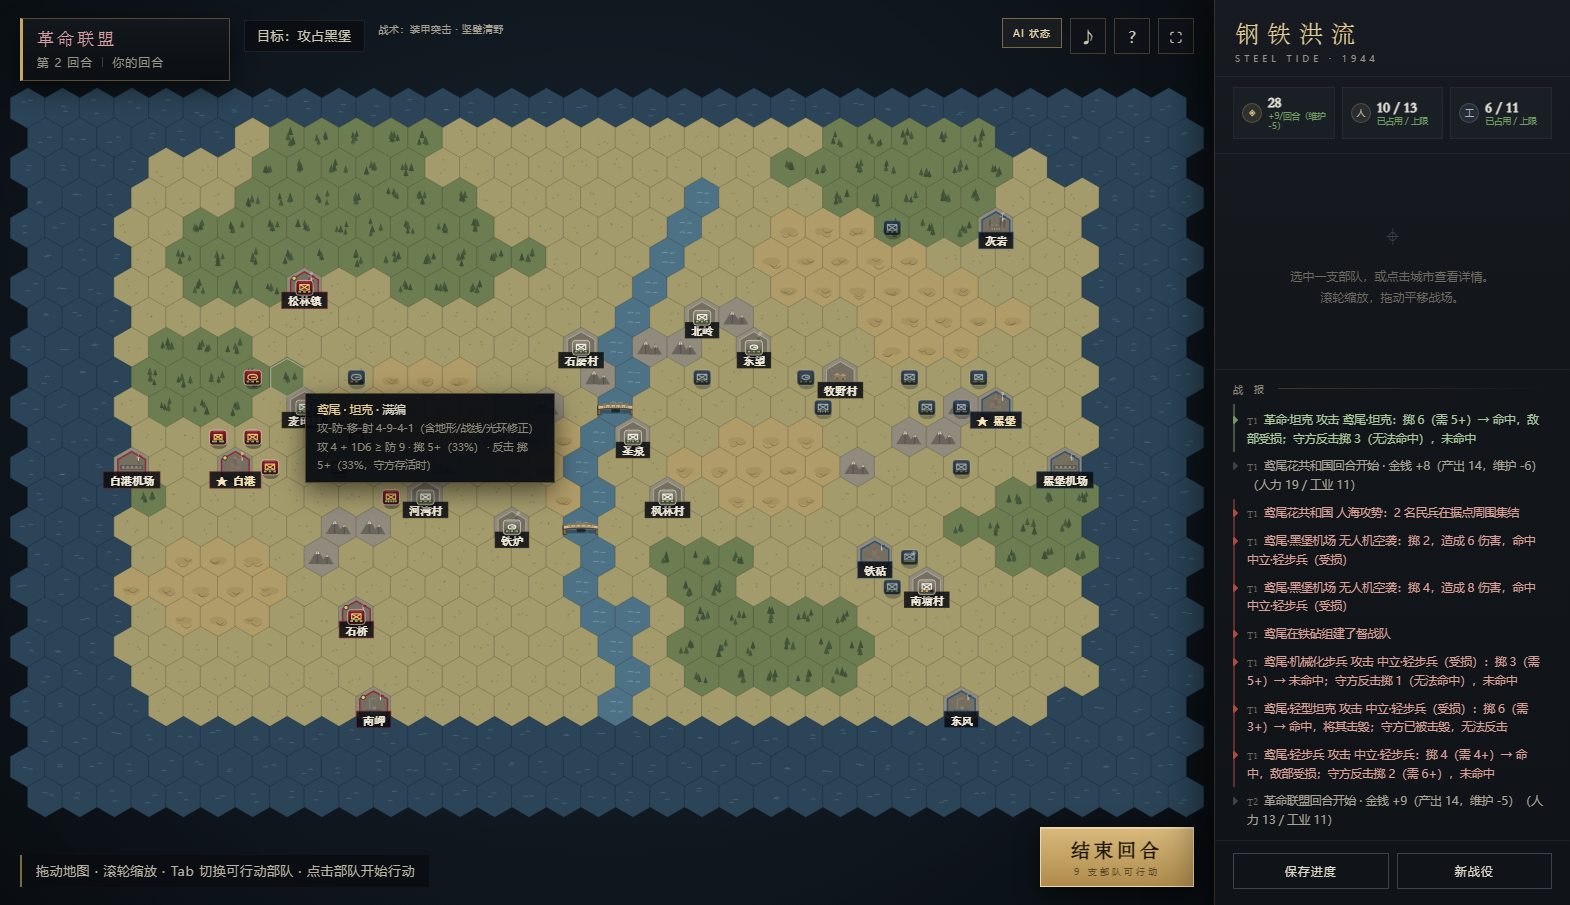 革命联盟
第 2 回合 | 你的回合
目标：攻占黑堡
战术：装甲突击 · 坚壁清野
AI 状态
♪
?
钢铁洪流
STEEL TIDE · 1944
28
+9/回合（维护 -5）
人
10 / 13
已占用 / 上限
工
6 / 11
已占用 / 上限
选中一支部队，或点击城市查看详情。
滚轮缩放，拖动平移战场。
灰岩
松林镇
北岭
石磨村
东望
牧野村
★ 黑堡
鸢尾 · 坦克 · 满编
攻-防-移-射 4-9-4-1（含地形/战线/光环修正）
攻 4 + 1D6 ≥ 防 9 · 掷 5+（33%） · 反击 掷
5+（33%，守方存活时）
圣泉
白港机场
★ 白港
黑堡机场
河湾村
枫林村
铁炉
铁砧
南塘村
石桥
南岬
东风
战 报
T1 革命·坦克 攻击 鸢尾·坦克：掷 6（需 5+）→ 命中，敌
部受损；守方反击掷 3（无法命中），未命中
T1 鸢尾花共和国回合开始 · 金钱 +8（产出 14，维护 -6）
（人力 19 / 工业 11）
T1 鸢尾花共和国 人海攻势：2 名民兵在据点周围集结
T1 鸢尾·黑堡机场 无人机空袭：掷 2，造成 6 伤害，命中
中立·轻步兵（受损）
T1 鸢尾·黑堡机场 无人机空袭：掷 4，造成 8 伤害，命中
中立·轻步兵（受损）
T1 鸢尾在铁砧组建了督战队
T1 鸢尾·机械化步兵 攻击 中立·轻步兵（受损）：掷 3（需
5+）→ 未命中；守方反击掷 1（无法命中），未命中
T1 鸢尾·轻型坦克 攻击 中立·轻步兵（受损）：掷 6（需
3+）→ 命中，将其击毁；守方已被击毁，无法反击
T1 鸢尾·轻步兵 攻击 中立·轻步兵：掷 4（需 4+）→ 命
中，敌部受损；守方反击掷 2（需 6+），未命中
T2 革命联盟回合开始 · 金钱 +9（产出 14，维护 -5）（人
力 13 / 工业 11）
拖动地图 · 滚轮缩放 · Tab 切换可行动部队 · 点击部队开始行动
结束回合
9 支部队可行动
保存进度
新战役